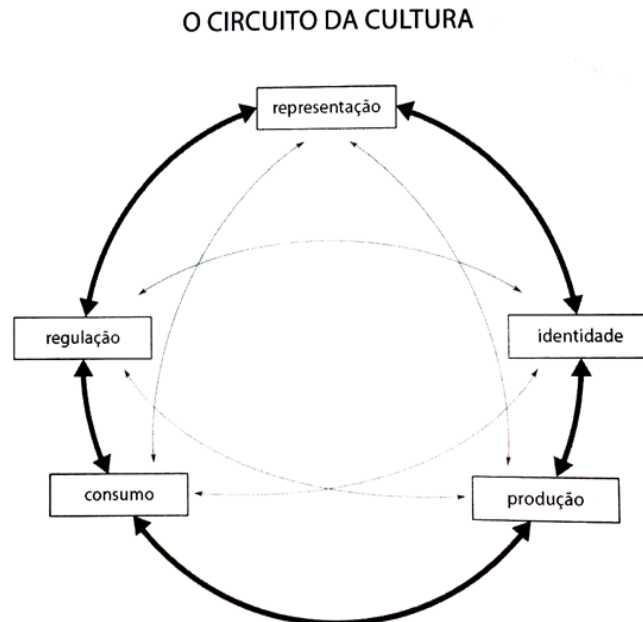 O CIRCUITO DA CULTURA
representação
regulação
identidade
consumo
produção